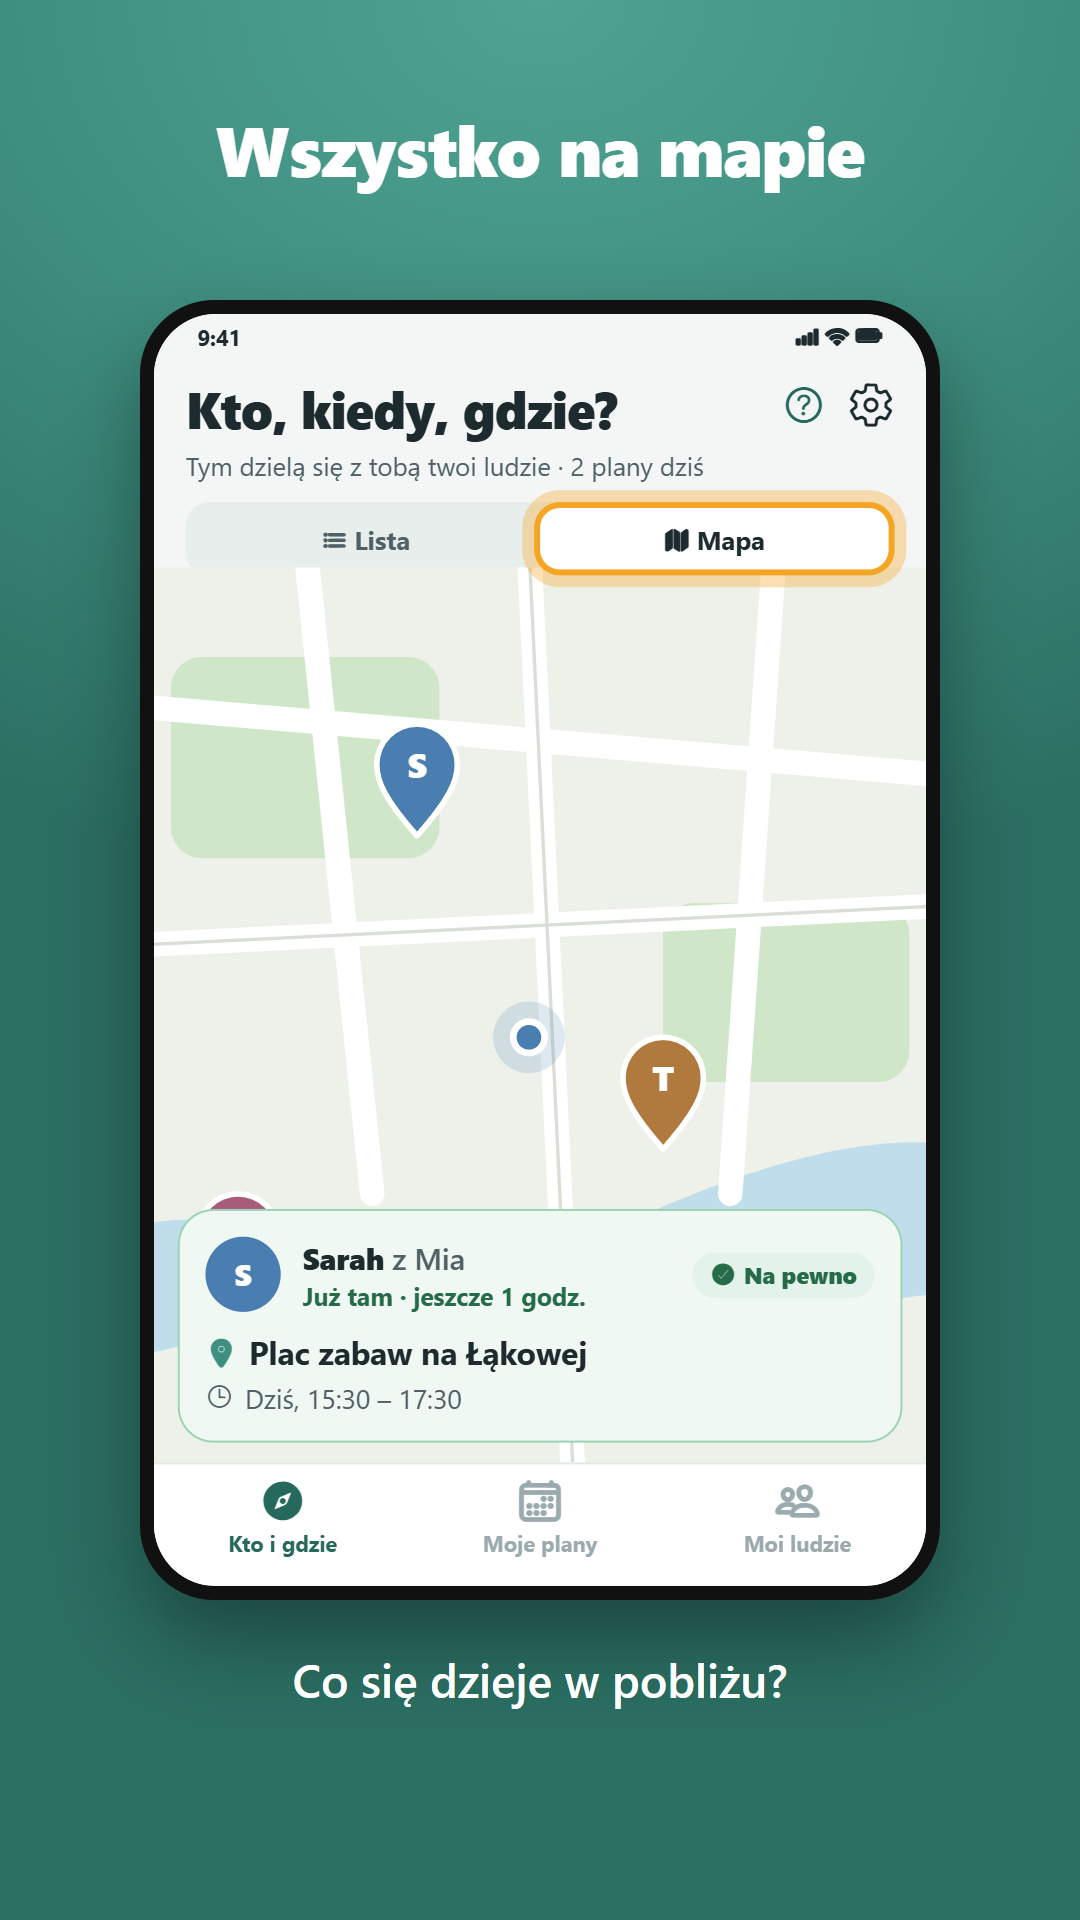 Wszystko na mapie
9:41
Kto, kiedy, gdzie?
Tym dzielą się z tobą twoi ludzie · 2 plany dziś
Lista
Mapa
S
T
S
Sarah z Mia
Już tam · jeszcze 1 godz.
Na pewno
Plac zabaw na Łąkowej
Dziś, 15:30 – 17:30
Kto i gdzie
Moje plany
Moi ludzie
Co się dzieje w pobliżu?